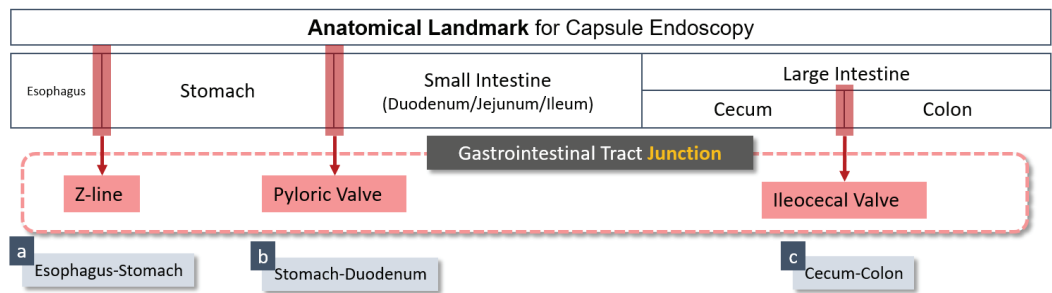 Anatomical Landmark for Capsule Endoscopy
Esophagus
Stomach
Small Intestine
(Duodenum/Jejunum/Ileum)
Large Intestine
Cecum
Colon
Gastrointestinal Tract Junction
Z-line
Pyloric Valve
Ileocecal Valve
a
Esophagus-Stomach
b
Stomach-Duodenum
c
Cecum-Colon